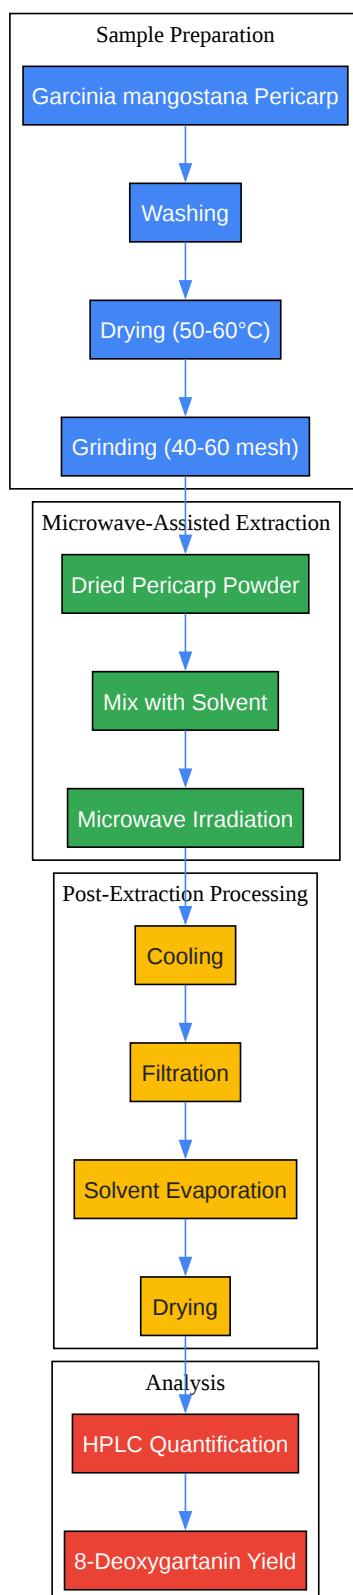 Sample Preparation
Garcinia mangostana Pericarp
Washing
Drying (50-60°C)
Grinding (40-60 mesh)
Microwave-Assisted Extraction
Dried Pericarp Powder
Mix with Solvent
Microwave Irradiation
Post-Extraction Processing
Cooling
Filtration
Solvent Evaporation
Drying
Analysis
HPLC Quantification
8-Deoxygartanin Yield